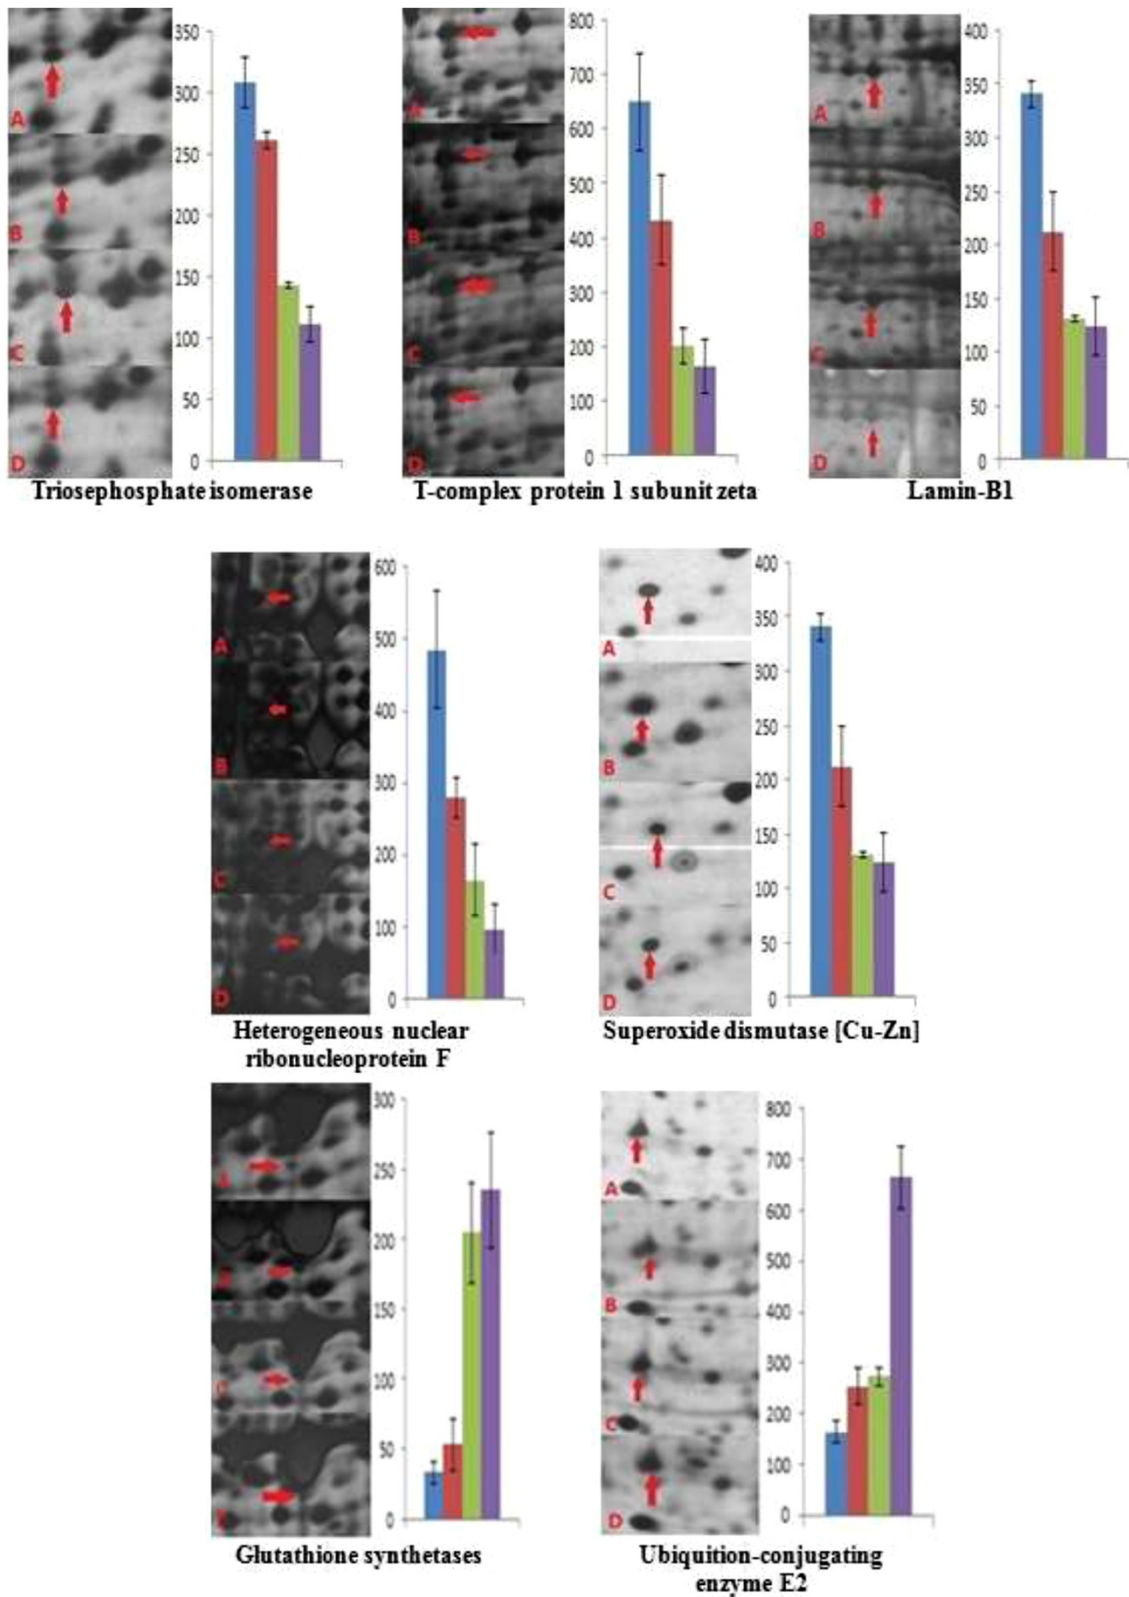 350
300
250
200
150
100
50
0
A
B
C
D
Triosephosphate isomerase
800
700
600
500
400
300
200
100
0
A
B
C
D
T-complex protein 1 subunit zeta
400
350
300
250
200
150
100
50
0
A
B
C
D
Lamin-B1
600
500
400
300
200
100
0
A
B
C
D
Heterogeneous nuclear
ribonucleoprotein F
400
350
300
250
200
150
100
50
0
A
B
C
D
Superoxide dismutase [Cu-Zn]
300
250
200
150
100
50
0
A
Glutathione synthetases
800
700
600
500
400
300
200
100
0
A
B
C
D
Ubiquition-conjugating
enzyme E2